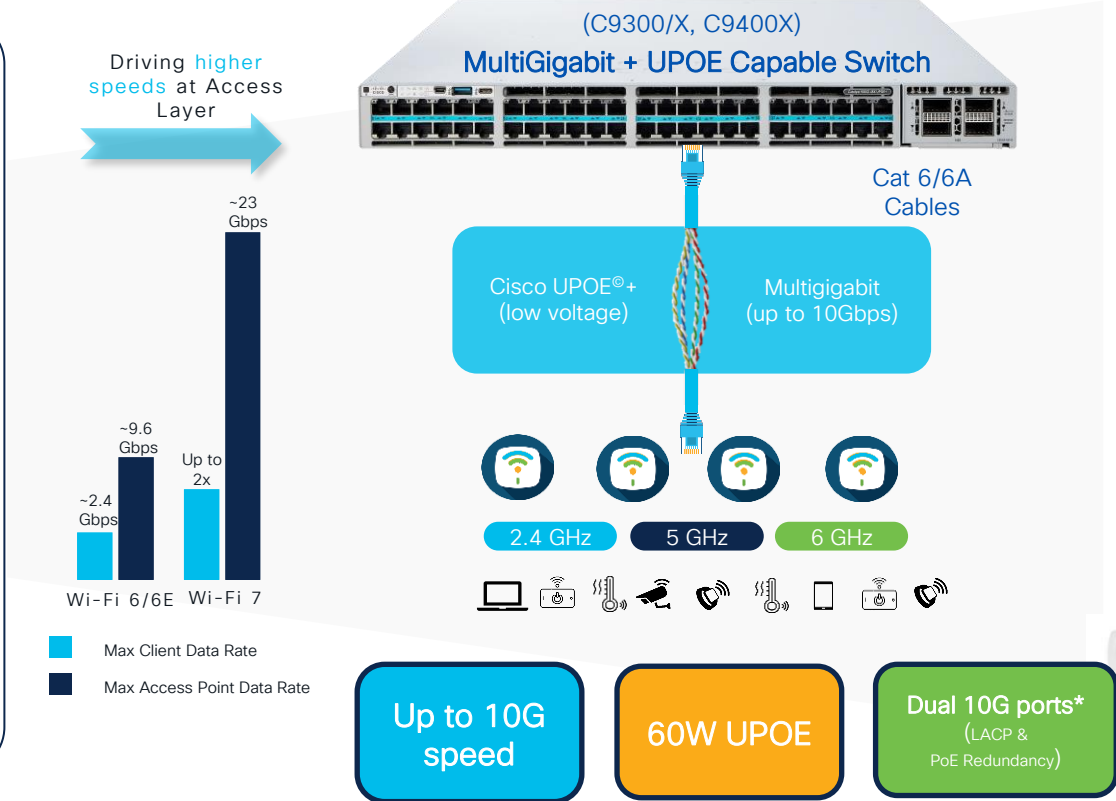 (C9300/X, C9400X)
MultiGigabit + UPOE Capable Switch
Driving higher
speeds at Access
Layer
Cat 6/6A
Cables
~23
Gbps
~9.6
Gbps
Up to
2x
~2.4
Gbps
Wi-Fi 6/6E
Wi-Fi 7
Max Client Data Rate
Max Access Point Data Rate
Cisco UPOE©+
(low voltage)
Multigigabit
(up to 10Gbps)
2.4 GHz
5 GHz
6 GHz
Up to 10G
speed
60W UPOE
Dual 10G ports*
(LACP &
PoE Redundancy)